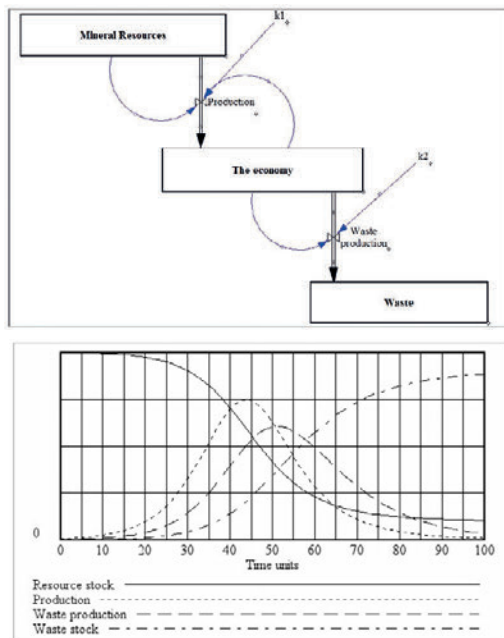 Mineral Resources
k1
Production
The economy
k2
Waste
production
Waste
0
0 10 20 30 40 50 60 70 80 90 100
Time units
Resource stock
Production
Waste production
Waste stock